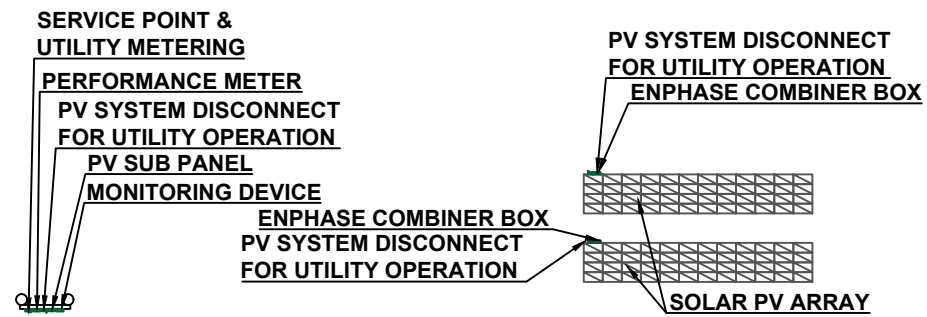 SERVICE POINT &
UTILITY METERING
PERFORMANCE METER
PV SYSTEM DISCONNECT
FOR UTILITY OPERATION
PV SUB PANEL
MONITORING DEVICE
PV SYSTEM DISCONNECT
FOR UTILITY OPERATION
ENPHASE COMBINER BOX
ENPHASE COMBINER BOX
PV SYSTEM DISCONNECT
FOR UTILITY OPERATION
SOLAR PV ARRAY